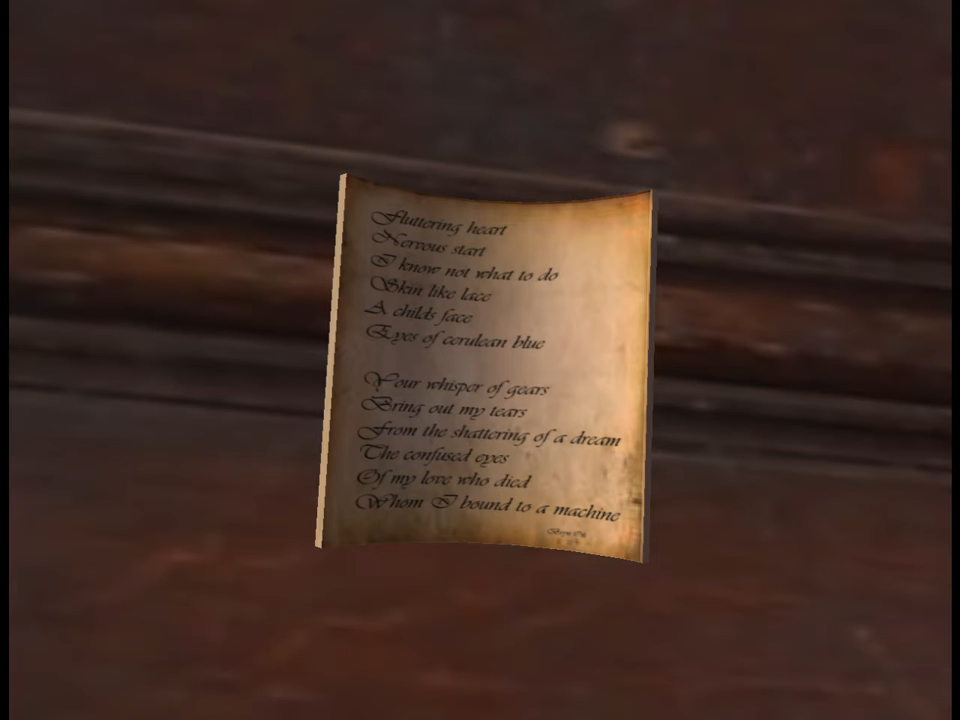 Fluttering heart
Nervous start
I know not what to do
Skin like lace
A childs face
Eyes of cerulean blue
Your whisper of gears
Bring out my tears
From the shattering of a dream
The confused eyes
Of my love who died
Whom I bound to a machine